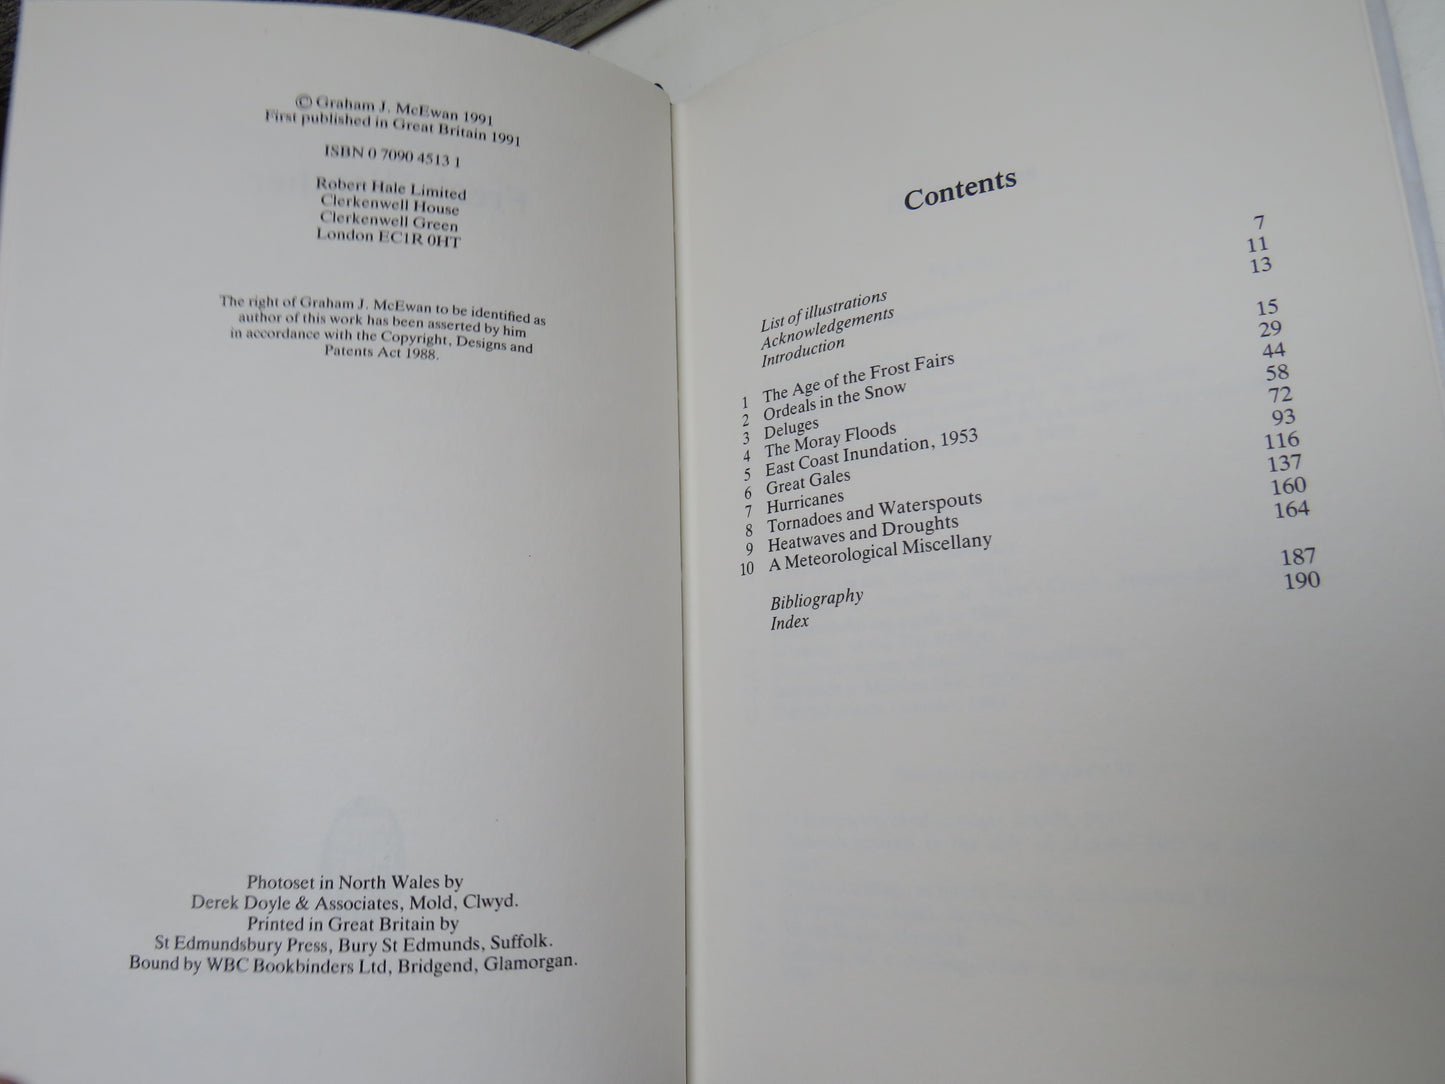 © Graham J. McEwan 1991
First published in Great Britain 1991
ISBN 0 7090 4513 1
Robert Hale Limited
Clerkenwell House
Clerkenwell Green
London EC1R 0HT
The right of Graham J. McEwan to be identified as
author of this work has been asserted by him
in accordance with the Copyright, Designs and
Patents Act 1988.
Photoset in North Wales by
Derek Doyle & Associates, Mold, Clwyd.
Printed in Great Britain by
St Edmundsbury Press, Bury St Edmunds, Suffolk.
Bound by WBC Bookbinders Ltd, Bridgend, Glamorgan.
Contents
List of illustrations 7
Acknowledgements 11
Introduction 13
1 The Age of the Frost Fairs 15
2 Ordeals in the Snow 29
3 Deluges 44
4 The Moray Floods 58
5 East Coast Inundation, 1953 72
6 Great Gales 93
7 Hurricanes 116
8 Tornadoes and Waterspouts 137
9 Heatwaves and Droughts 160
10 A Meteorological Miscellany 164
Bibliography 187
Index 190